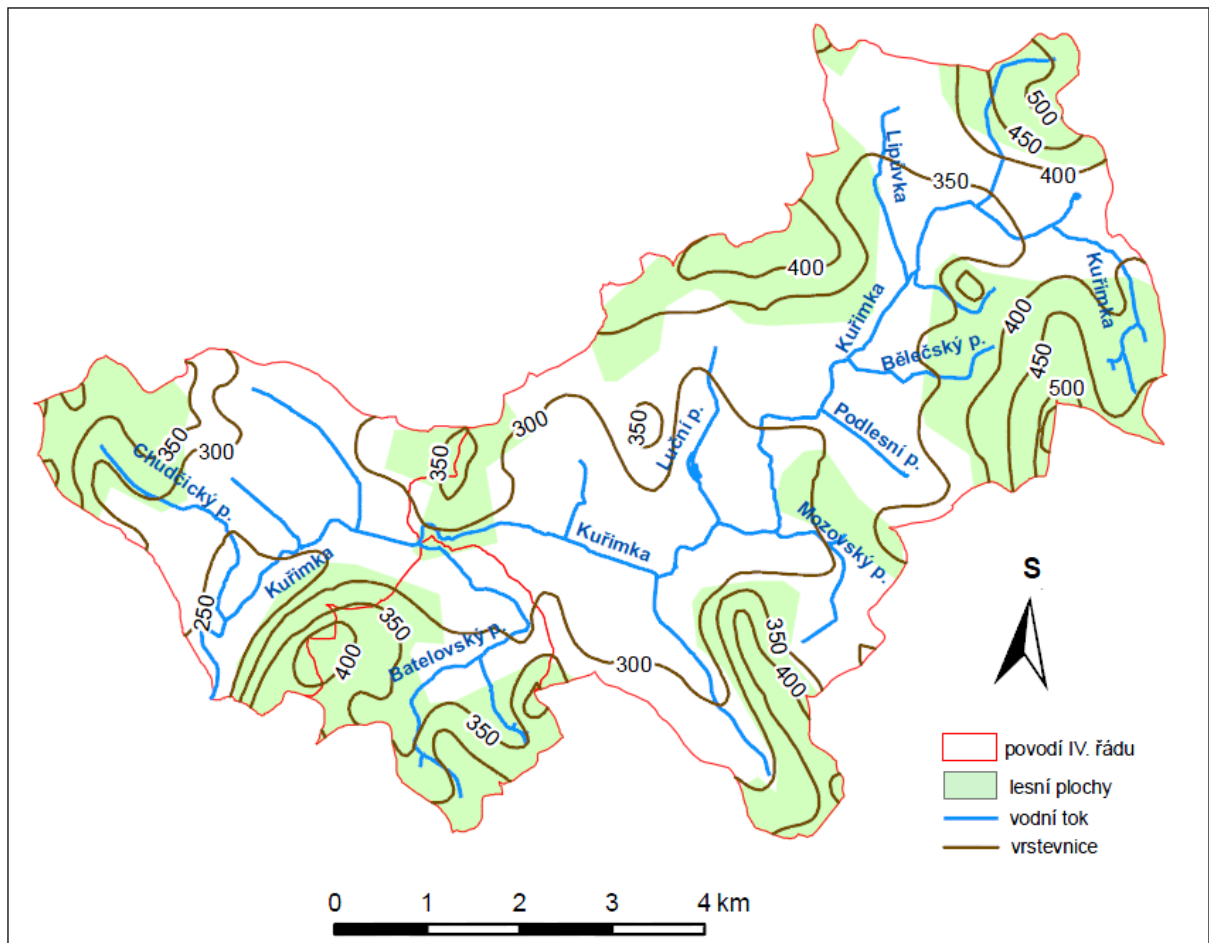 500
450
400
Lipůvka
350
400
Kuřimka
Kuřimka
400
Bělečský p.
450
500
350
Luční p.
Podlesní p.
300
350
300
350
Chudčický p.
Mozovský p.
Kuřimka
Kuřimka
S
250
350
400
Batelovský p.
300
350
400
350
povodí IV. řádu
lesní plochy
vodní tok
vrstevnice
0 1 2 3 4 km